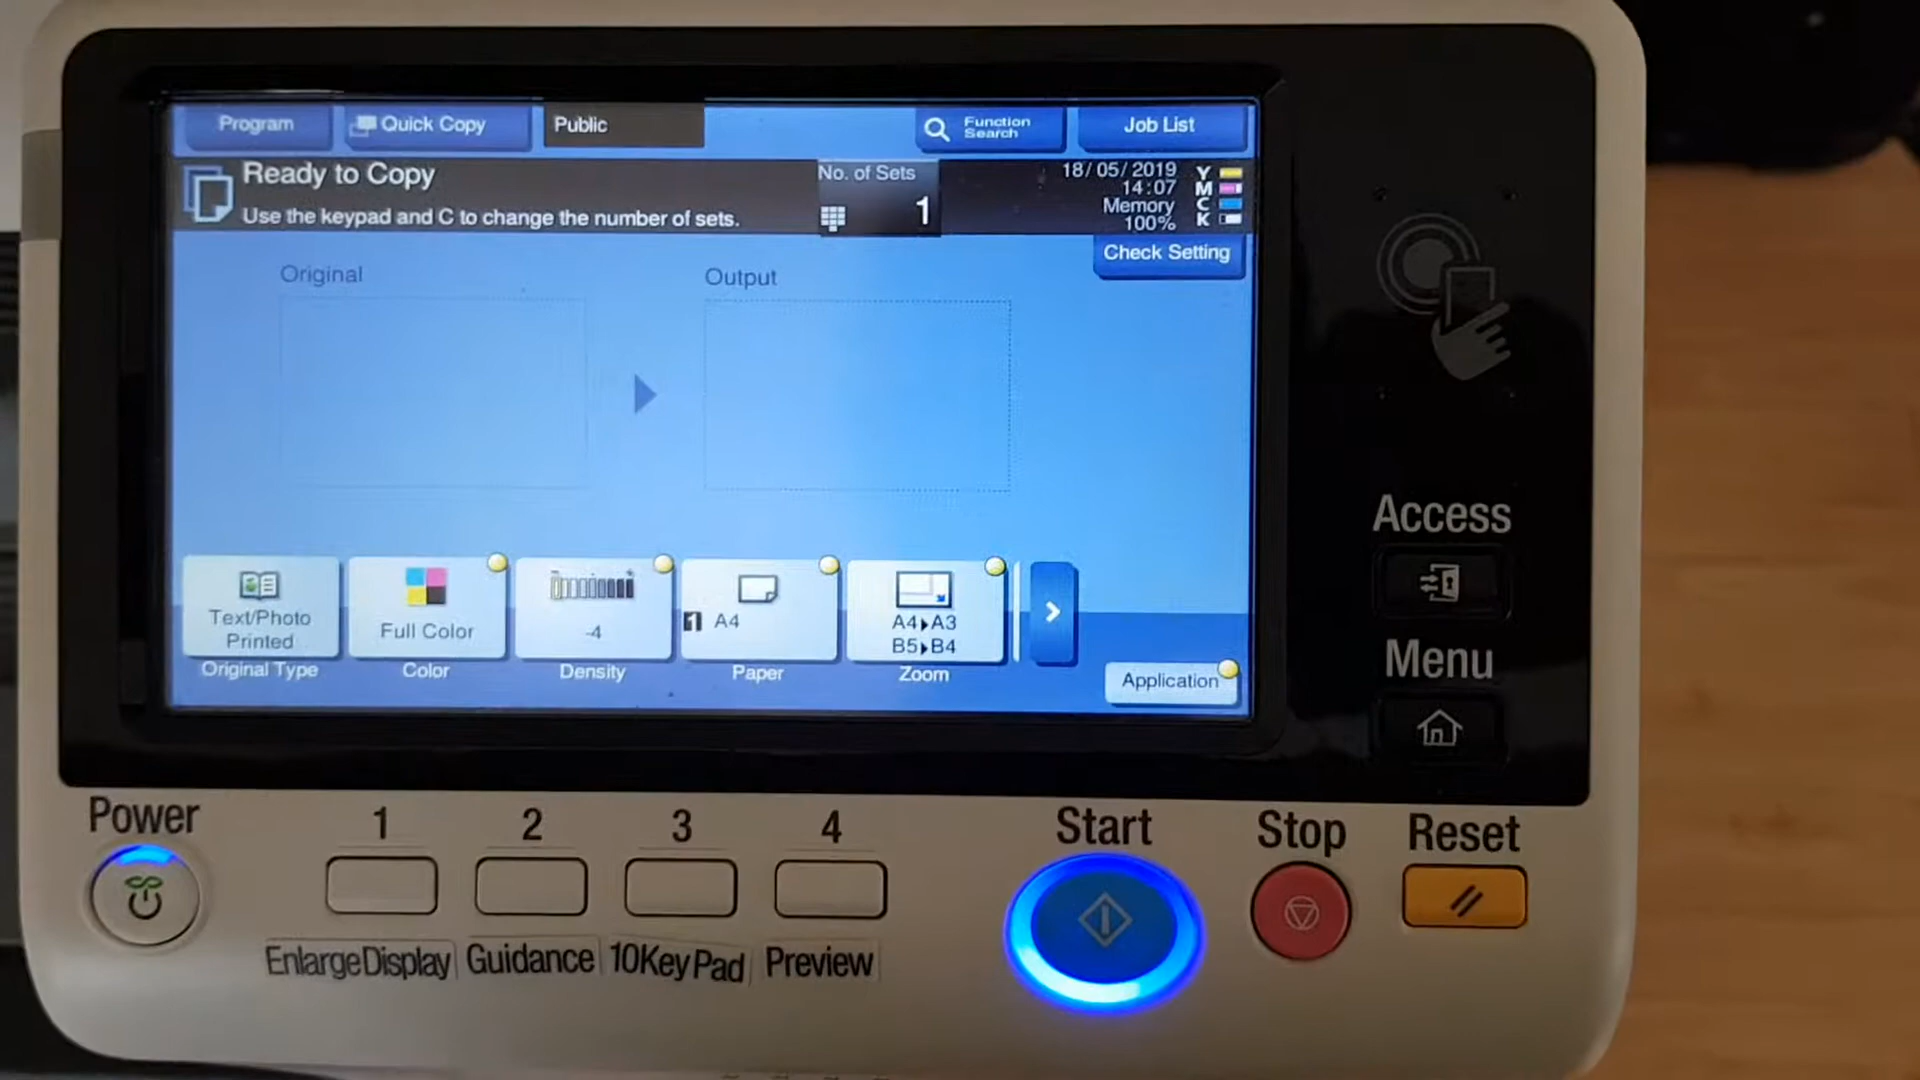 Program
Quick Copy
Public
Function
Search
Job List
Ready to Copy
Use the keypad and C to change the number of sets.
No. of Sets
1
18/05/2019
14:07
Memory
100%
Y
M
C
K
Check Setting
Original
Output
Text/Photo
Printed
Original Type
Full Color
Color
-4
Density
1 A4
Paper
A4▸A3
B5▸B4
Zoom
Application
Access
Menu
Power
1
2
3
4
Start
Stop
Reset
EnlargeDisplay
Guidance
10KeyPad
Preview